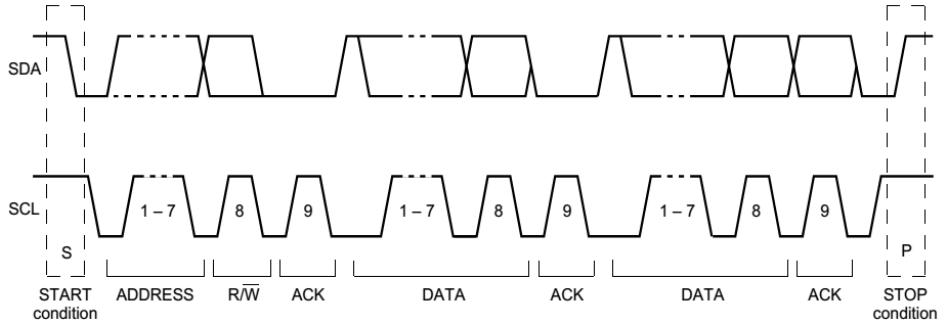 SDA
SCL
1 – 7
8
9
1 – 7
8
9
1 – 7
8
9
S
P
START
condition
ADDRESS
R/W̅
ACK
DATA
ACK
DATA
ACK
STOP
condition